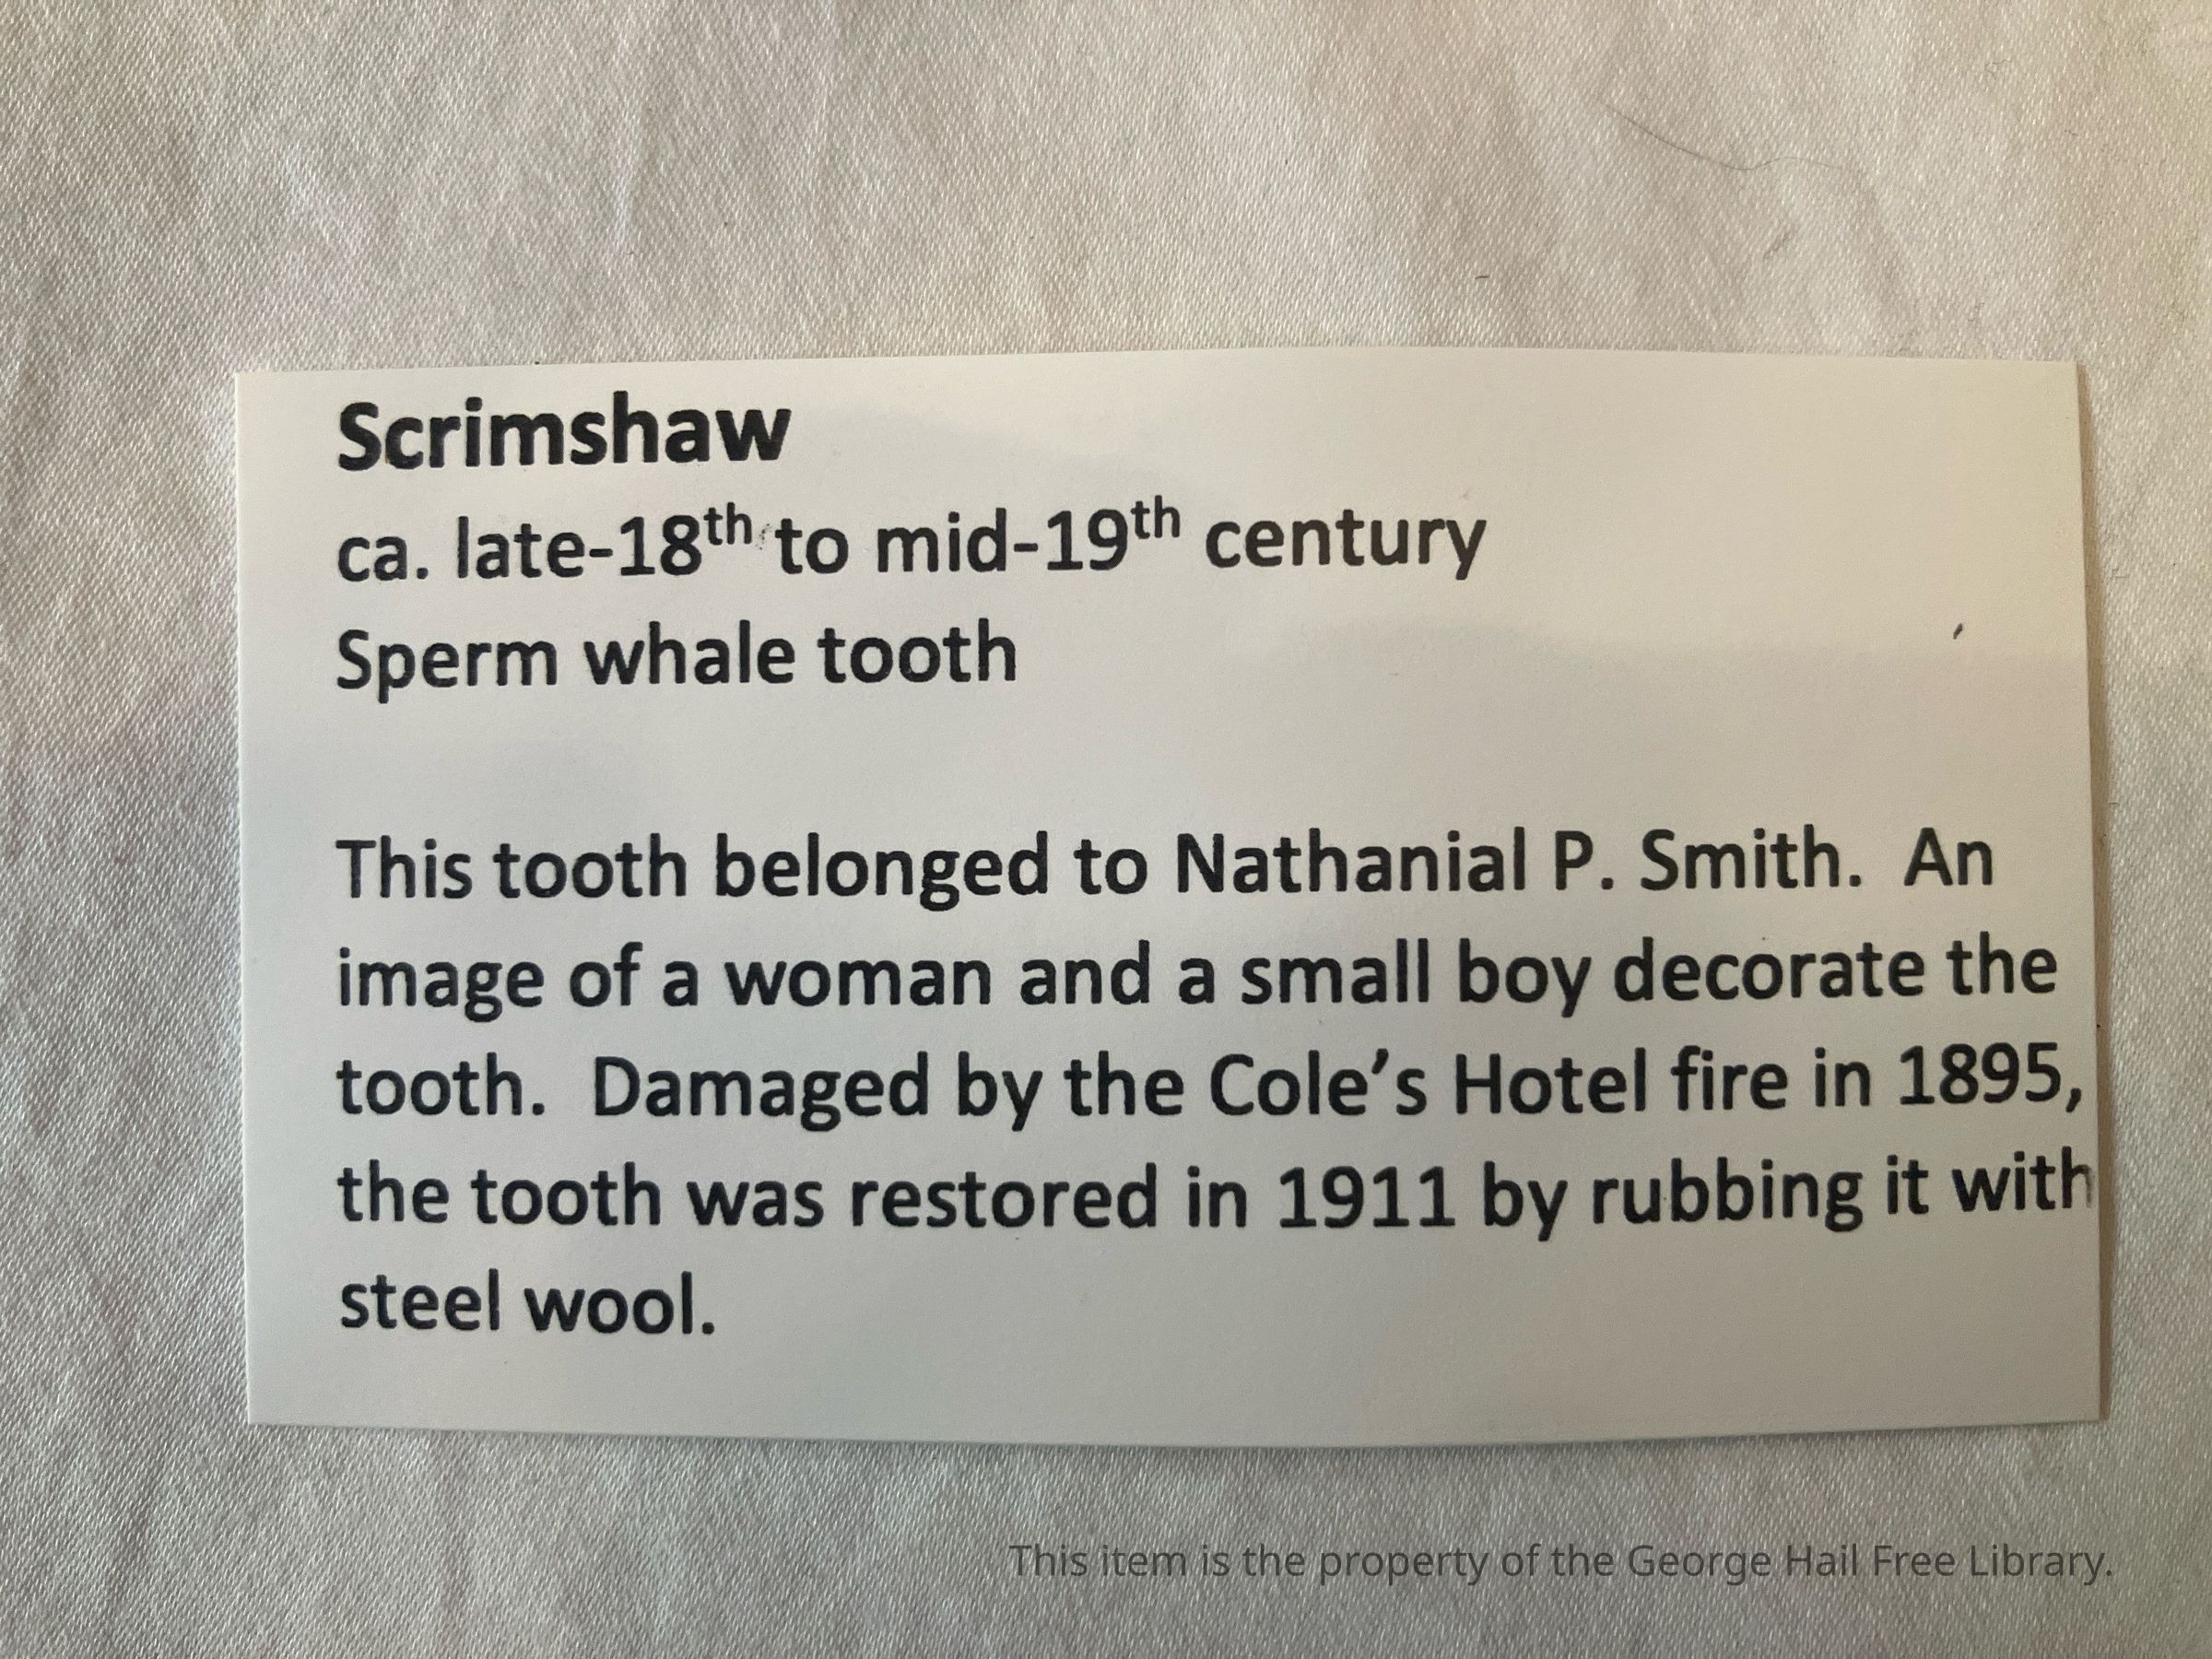 Scrimshaw
ca. late-18th to mid-19th century
Sperm whale tooth
This tooth belonged to Nathanial P. Smith.  An
image of a woman and a small boy decorate the
tooth.  Damaged by the Cole’s Hotel fire in 1895,
the tooth was restored in 1911 by rubbing it with
steel wool.
This item is the property of the George Hail Free Library.